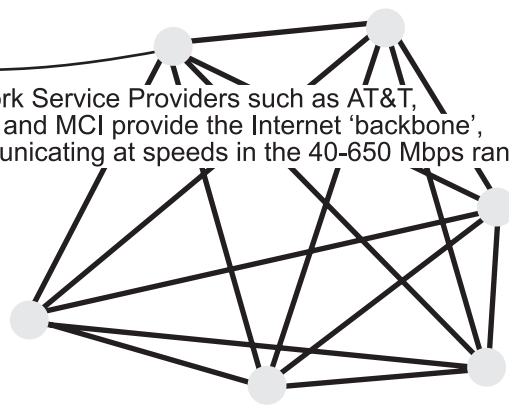 rk Service Providers such as AT&T,
and MCI provide the Internet ‘backbone’,
unicating at speeds in the 40-650 Mbps ran